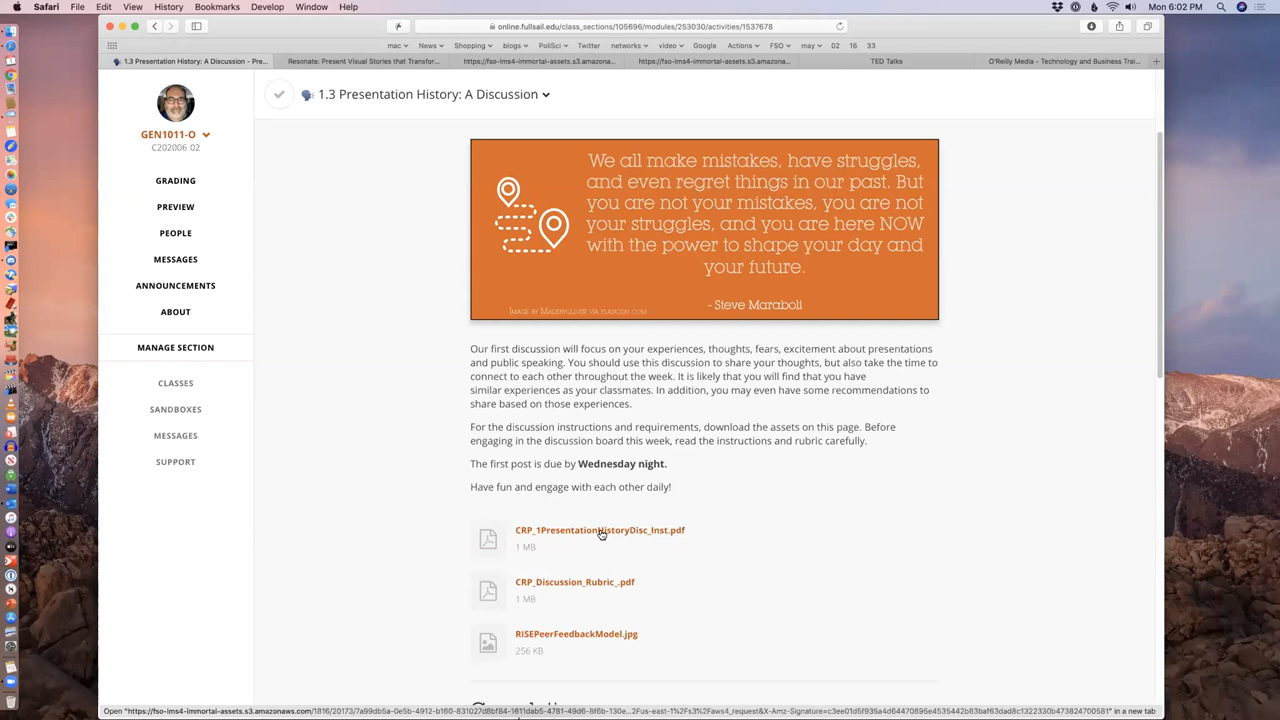 Safari File Edit View History Bookmarks Develop Window Help
Mon 6:02 PM
online.fullsail.edu/class_sections/105696/modules/253030/activities/1537678
mac News Shopping blogs PoliSci Twitter networks video Google Actions FSO may 02 16 33
1.3 Presentation History: A Discussion - Pre...
Resonate: Present Visual Stories that Transfor...
https://fso-lms4-immortal-assets.s3.amazona...
https://fso-lms4-immortal-assets.s3.amazona...
TED Talks
O'Reilly Media - Technology and Business Trai...
GEN1011-O
C202006 02
GRADING
PREVIEW
PEOPLE
MESSAGES
ANNOUNCEMENTS
ABOUT
MANAGE SECTION
CLASSES
SANDBOXES
MESSAGES
SUPPORT
1.3 Presentation History: A Discussion
We all make mistakes, have struggles,
and even regret things in our past. But
you are not your mistakes, you are not
your struggles, and you are here NOW
with the power to shape your day and
your future.
- Steve Maraboli
Image by Madebyoliver via flaticon.com
Our first discussion will focus on your experiences, thoughts, fears, excitement about presentations
and public speaking. You should use this discussion to share your thoughts, but also take the time to
connect to each other throughout the week. It is likely that you will find that you have
similar experiences as your classmates. In addition, you may even have some recommendations to
share based on those experiences.
For the discussion instructions and requirements, download the assets on this page. Before
engaging in the discussion board this week, read the instructions and rubric carefully.
The first post is due by Wednesday night.
Have fun and engage with each other daily!
CRP_1PresentationHistoryDisc_Inst.pdf
1 MB
CRP_Discussion_Rubric_.pdf
1 MB
RISEPeerFeedbackModel.jpg
256 KB